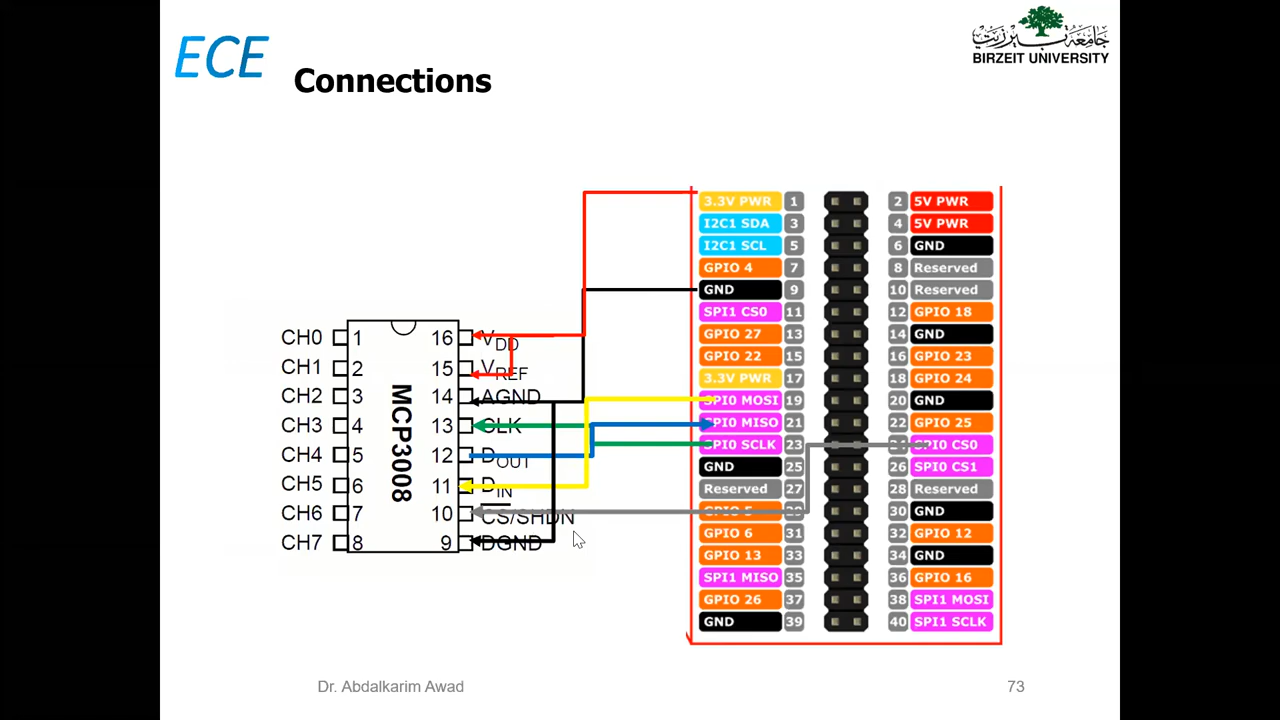 ECE
Connections
جامعة بيرزيت
BIRZEIT UNIVERSITY
3.3V PWR 1 2 5V PWR
I2C1 SDA 3 4 5V PWR
I2C1 SCL 5 6 GND
GPIO 4 7 8 Reserved
GND 9 10 Reserved
SPI1 CS0 11 12 GPIO 18
GPIO 27 13 14 GND
GPIO 22 15 16 GPIO 23
3.3V PWR 17 18 GPIO 24
SPI0 MOSI 19 20 GND
SPI0 MISO 21 22 GPIO 25
SPI0 SCLK 23 24 SPI0 CS0
GND 25 26 SPI0 CS1
Reserved 27 28 Reserved
GPIO 5 29 30 GND
GPIO 6 31 32 GPIO 12
GPIO 13 33 34 GND
SPI1 MISO 35 36 GPIO 16
GPIO 26 37 38 SPI1 MOSI
GND 39 40 SPI1 SCLK
CH0 1 16 VDD
CH1 2 15 VREF
CH2 3 14 AGND
CH3 4 13 CLK
CH4 5 12 DOUT
CH5 6 11 DIN
CH6 7 10 CS/SHDN
CH7 8 9 DGND
MCP3008
Dr. Abdalkarim Awad
73